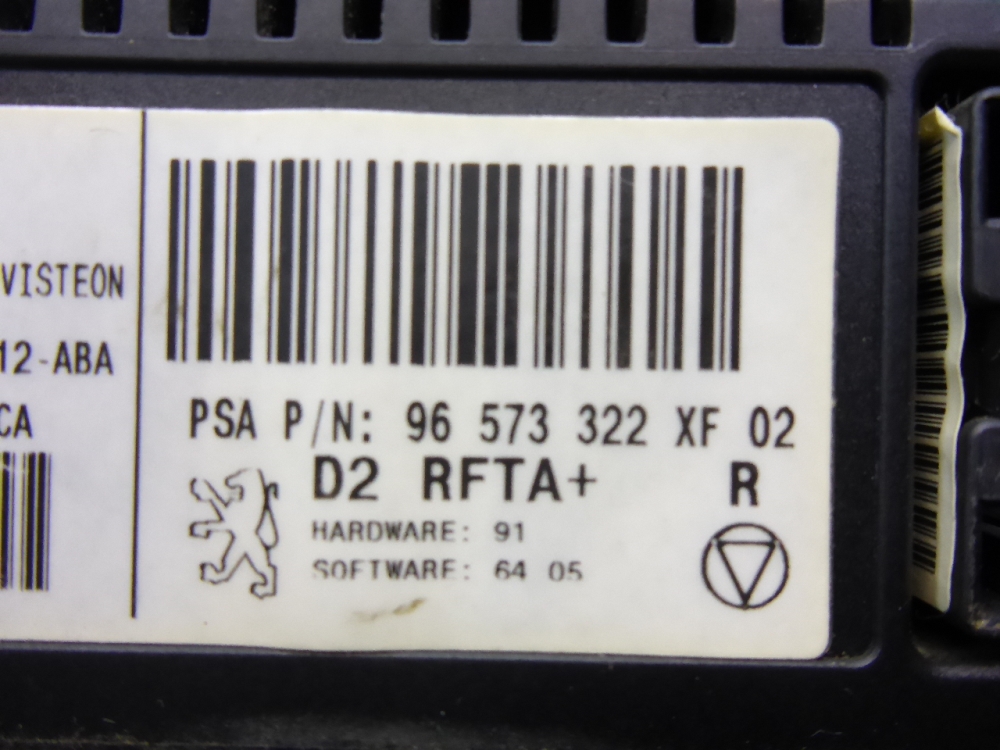 VISTEON
12-ABA
CA
PSA P/N: 96 573 322 XF 02
D2 RFTA+ R
HARDWARE: 91
SOFTWARE: 64 05